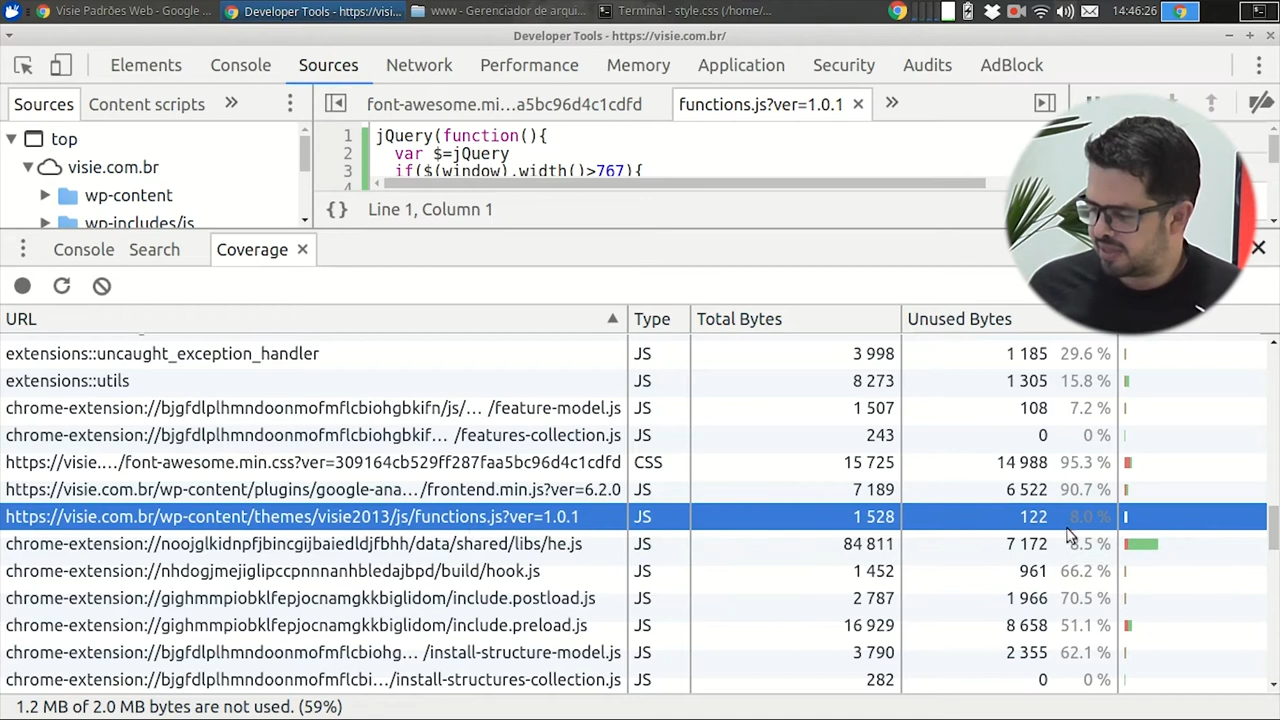 Visie Padrões Web - Google ...
Developer Tools - https://visi...
www - Gerenciador de arqui...
Terminal - style.css (/home/...
14:46:26
Developer Tools - https://visie.com.br/
Elements Console Sources Network Performance Memory Application Security Audits AdBlock
Sources Content scripts » font-awesome.mi...a5bc96d4c1cdfd functions.js?ver=1.0.1 × »
top
visie.com.br
wp-content
wp-includes/js
1 jQuery(function(){
2 var $=jQuery
3 if($(window).width()>767){
4
{} Line 1, Column 1
Console Search Coverage ×
URL Type Total Bytes Unused Bytes
extensions::uncaught_exception_handler JS 3 998 1 185 29.6 %
extensions::utils JS 8 273 1 305 15.8 %
chrome-extension://bjgfdlplhmndoonmofmflcbiohgbkifn/js/... /feature-model.js JS 1 507 108 7.2 %
chrome-extension://bjgfdlplhmndoonmofmflcbiohgbkif... /features-collection.js JS 243 0 0 %
https://visie.... /font-awesome.min.css?ver=309164cb529ff287faa5bc96d4c1cdfd CSS 15 725 14 988 95.3 %
https://visie.com.br/wp-content/plugins/google-ana... /frontend.min.js?ver=6.2.0 JS 7 189 6 522 90.7 %
https://visie.com.br/wp-content/themes/visie2013/js/functions.js?ver=1.0.1 JS 1 528 122 8.0 %
chrome-extension://noojglkidnpfjbincgijbaiedldjfbhh/data/shared/libs/he.js JS 84 811 7 172 8.5 %
chrome-extension://nhdogjmejiglipccpnnnanhbledajbpd/build/hook.js JS 1 452 961 66.2 %
chrome-extension://gighmmpiobklfepjocnamgkkbiglidom/include.postload.js JS 2 787 1 966 70.5 %
chrome-extension://gighmmpiobklfepjocnamgkkbiglidom/include.preload.js JS 16 929 8 658 51.1 %
chrome-extension://bjgfdlplhmndoonmofmflcbiohg... /install-structure-model.js JS 3 790 2 355 62.1 %
chrome-extension://bjgfdlplhmndoonmofmflcbi... /install-structures-collection.js JS 282 0 0 %
1.2 MB of 2.0 MB bytes are not used. (59%)